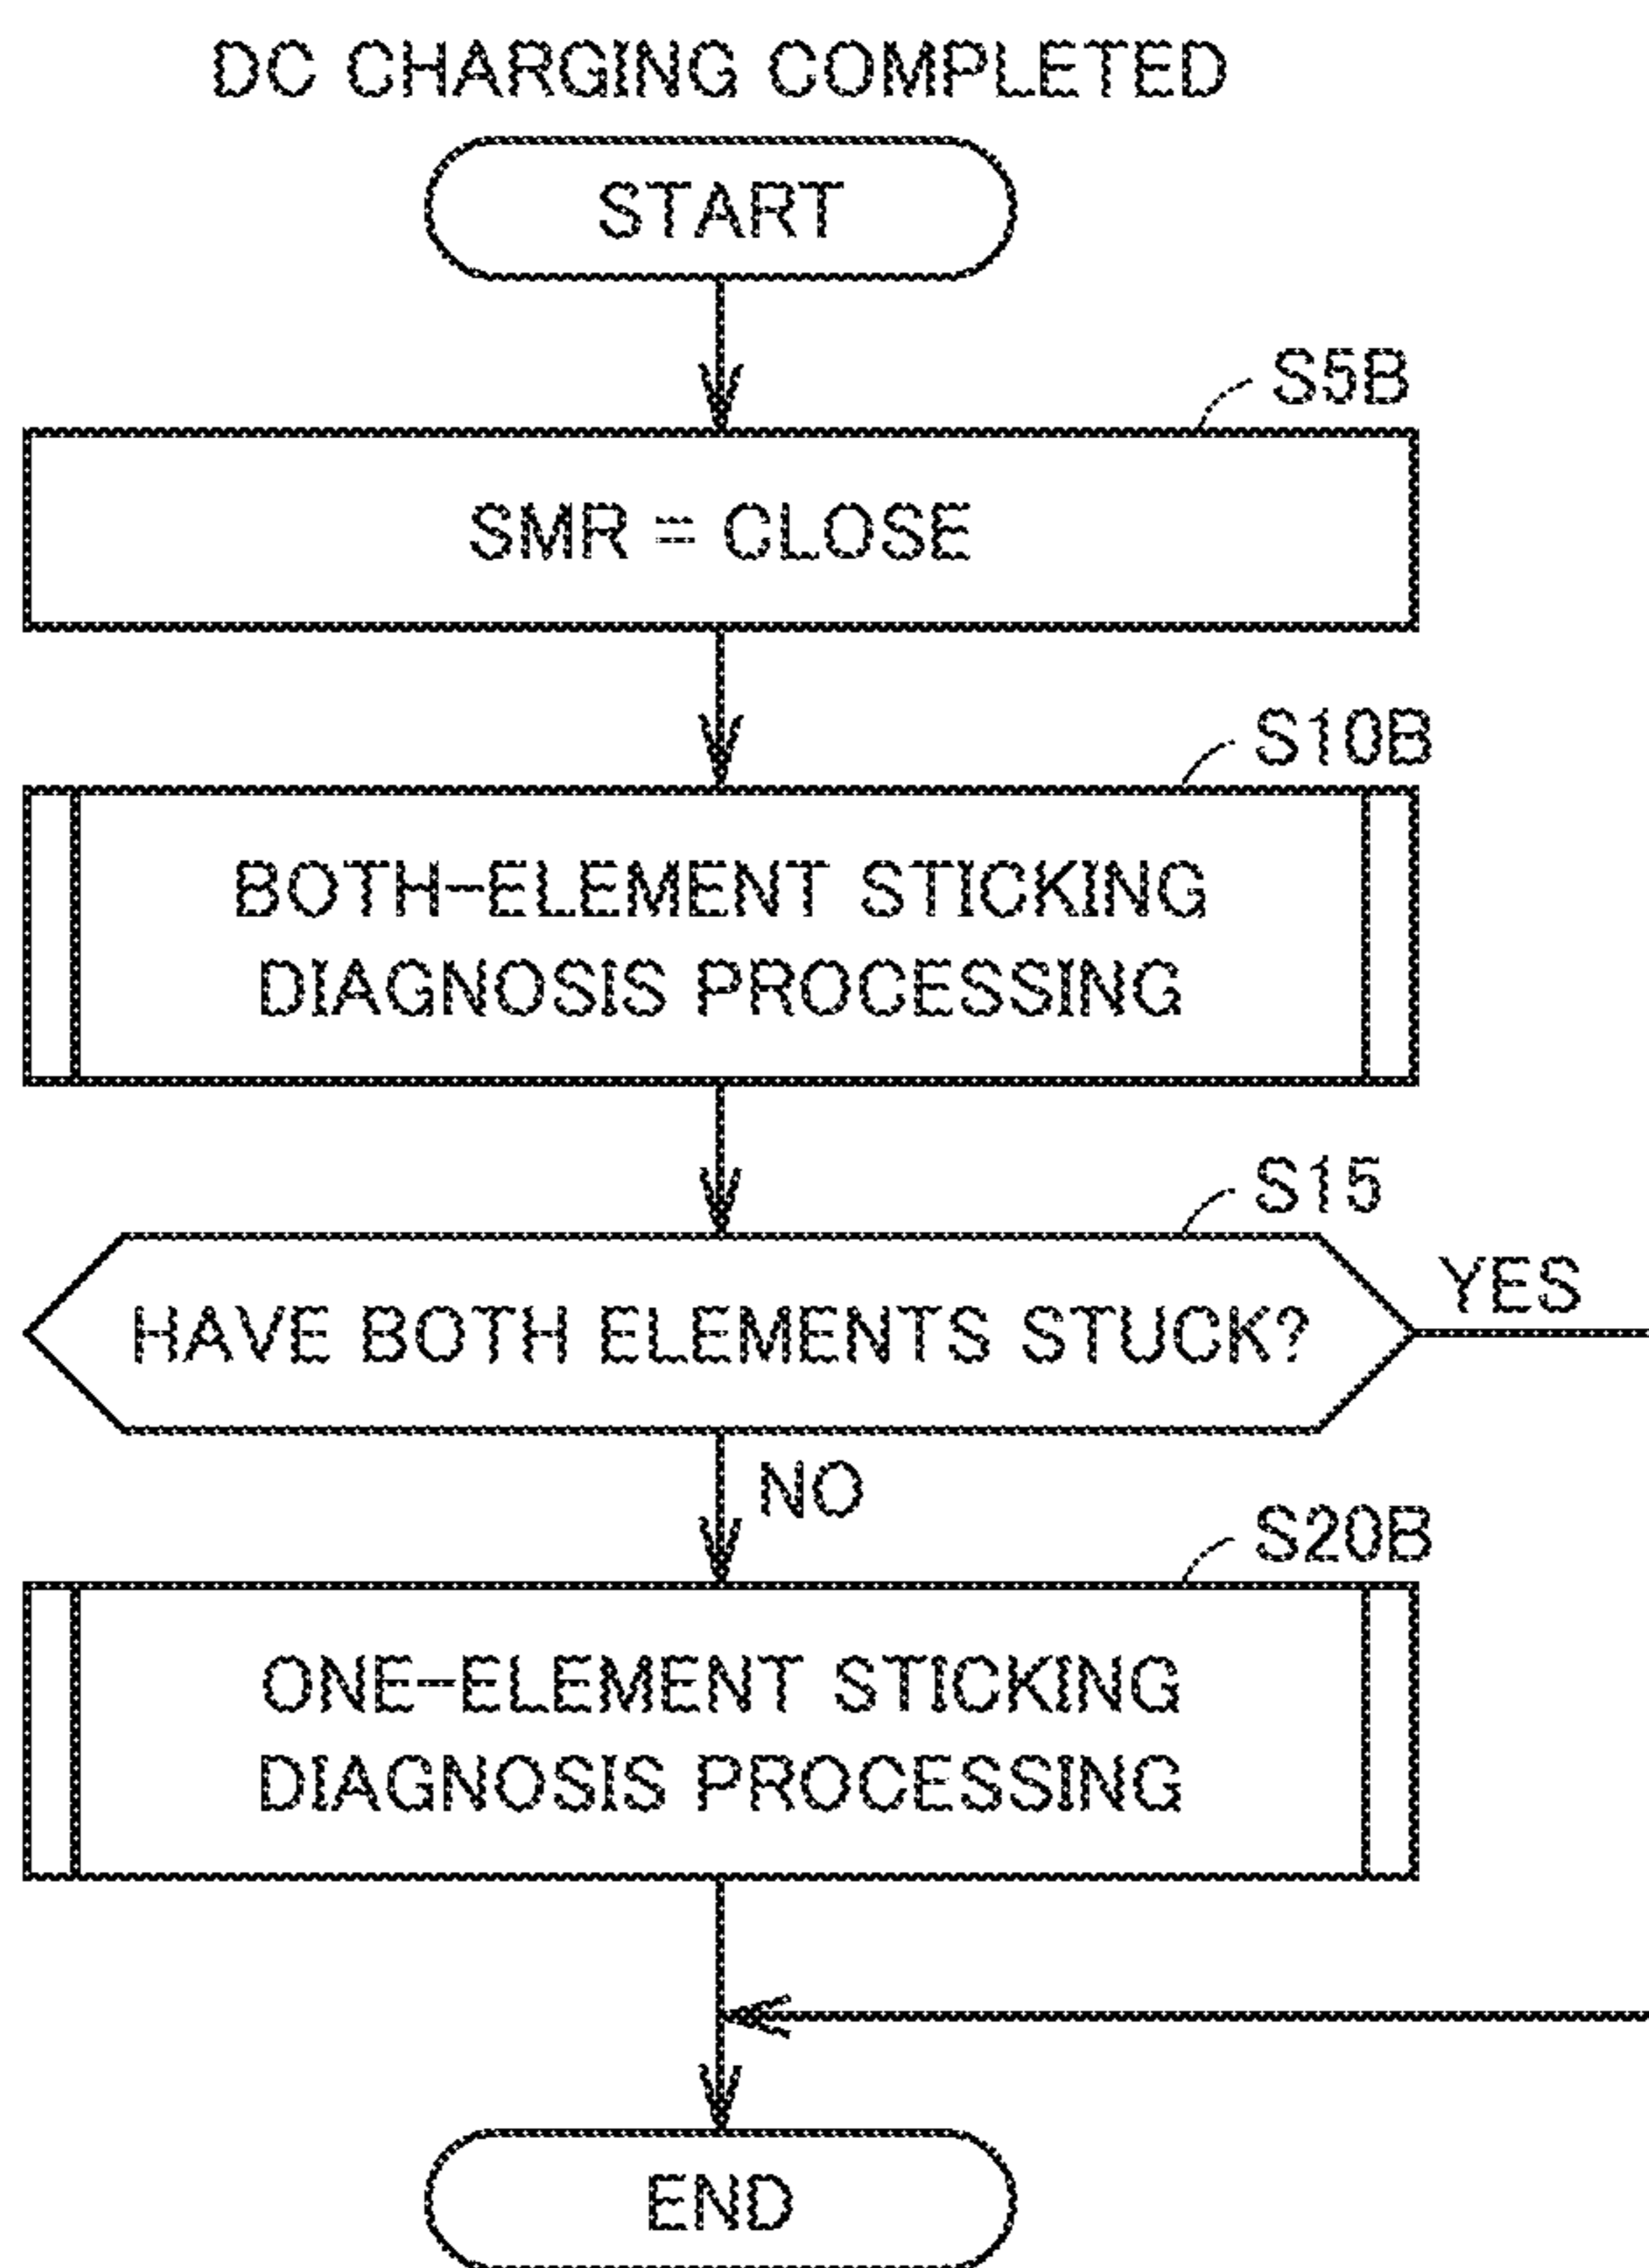 DC CHARGING COMPLETED
START
S5B
SMR = CLOSE
S10B
BOTH-ELEMENT STICKING
DIAGNOSIS PROCESSING
S15
HAVE BOTH ELEMENTS STUCK?
YES
NO
S20B
ONE-ELEMENT STICKING
DIAGNOSIS PROCESSING
END